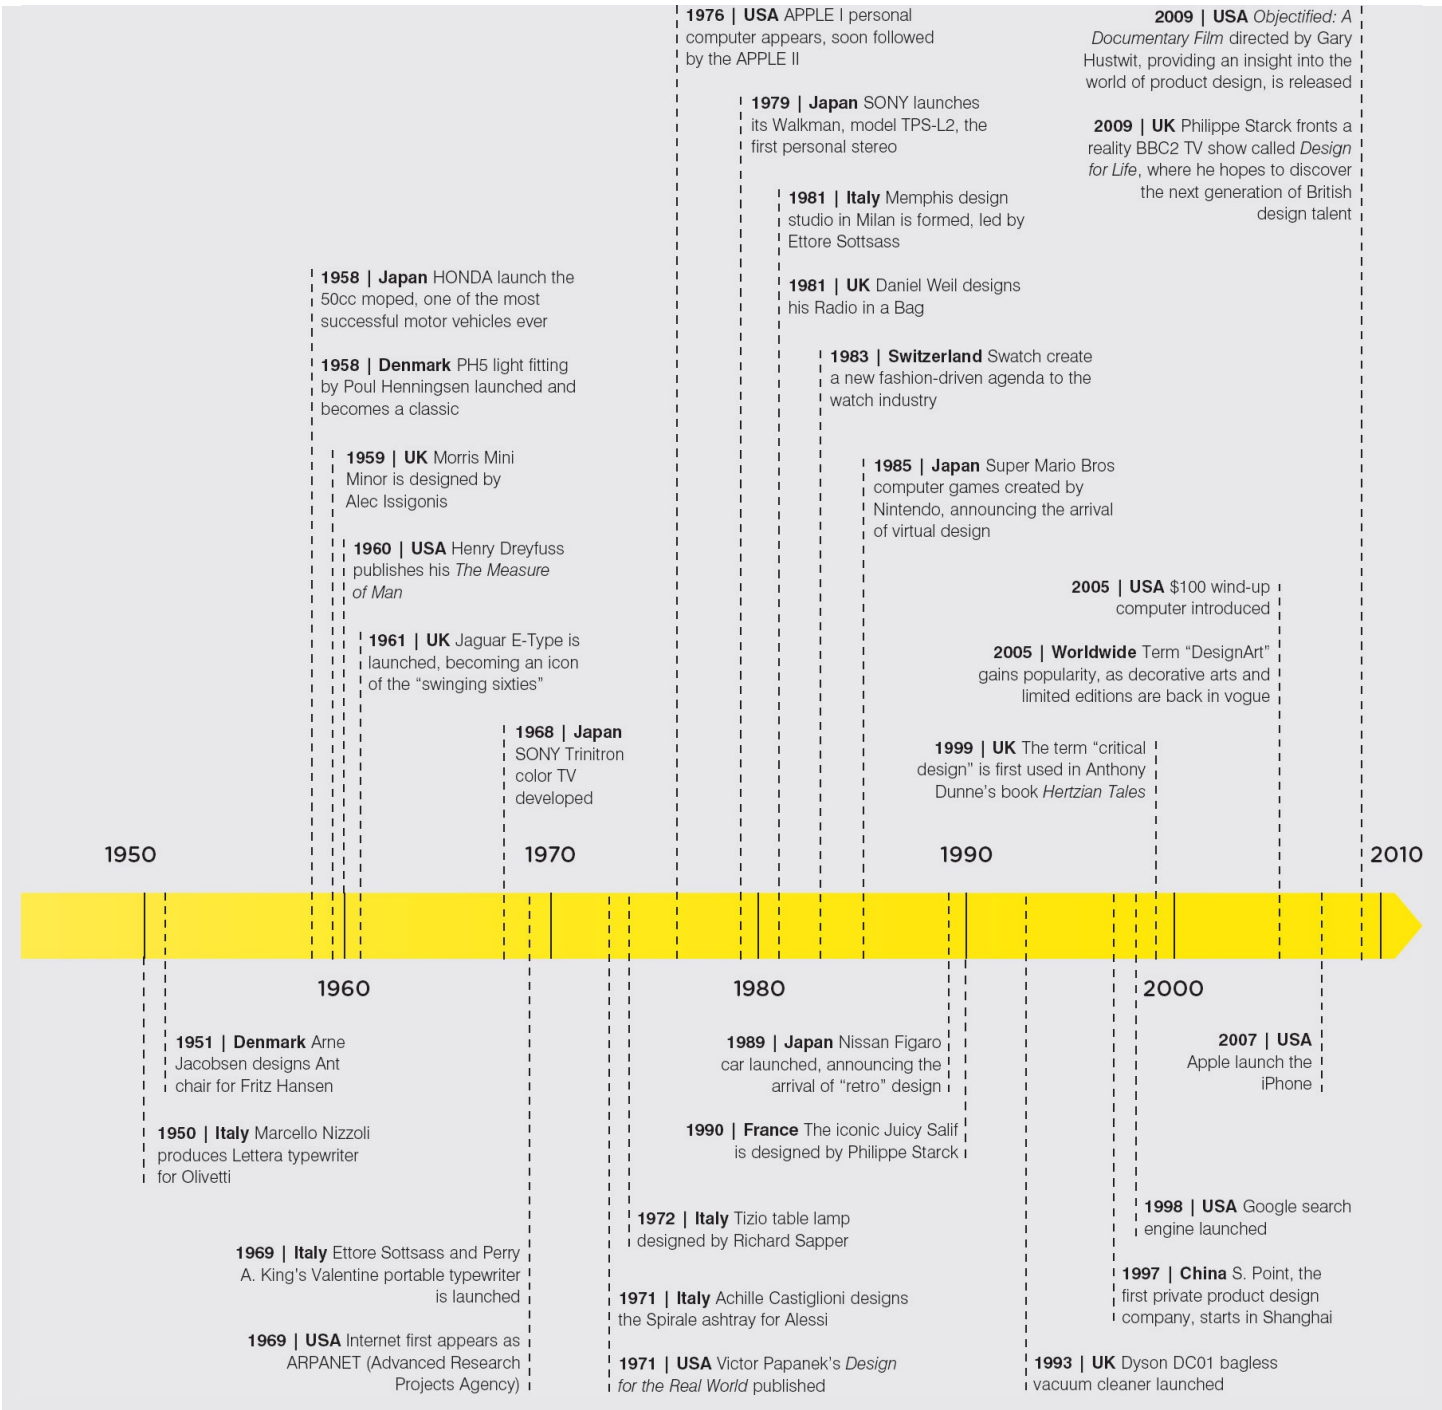 1976 | USA APPLE I personal
computer appears, soon followed
by the APPLE II
2009 | USA Objectified: A
Documentary Film directed by Gary
Hustwit, providing an insight into the
world of product design, is released
1979 | Japan SONY launches
its Walkman, model TPS-L2, the
first personal stereo
2009 | UK Philippe Starck fronts a
reality BBC2 TV show called Design
for Life, where he hopes to discover
the next generation of British
design talent
1981 | Italy Memphis design
studio in Milan is formed, led by
Ettore Sottsass
1981 | UK Daniel Weil designs
his Radio in a Bag
1958 | Japan HONDA launch the
50cc moped, one of the most
successful motor vehicles ever
1958 | Denmark PH5 light fitting
by Poul Henningsen launched and
becomes a classic
1983 | Switzerland Swatch create
a new fashion-driven agenda to the
watch industry
1959 | UK Morris Mini
Minor is designed by
Alec Issigonis
1985 | Japan Super Mario Bros
computer games created by
Nintendo, announcing the arrival
of virtual design
1960 | USA Henry Dreyfuss
publishes his The Measure
of Man
2005 | USA $100 wind-up
computer introduced
1961 | UK Jaguar E-Type is
launched, becoming an icon
of the “swinging sixties”
2005 | Worldwide Term “DesignArt”
gains popularity, as decorative arts and
limited editions are back in vogue
1968 | Japan
SONY Trinitron
color TV
developed
1999 | UK The term “critical
design” is first used in Anthony
Dunne’s book Hertzian Tales
1950
1970
1990
2010
1960
1980
2000
1951 | Denmark Arne
Jacobsen designs Ant
chair for Fritz Hansen
1989 | Japan Nissan Figaro
car launched, announcing the
arrival of “retro” design
2007 | USA
Apple launch the
iPhone
1950 | Italy Marcello Nizzoli
produces Lettera typewriter
for Olivetti
1990 | France The iconic Juicy Salif
is designed by Philippe Starck
1972 | Italy Tizio table lamp
designed by Richard Sapper
1998 | USA Google search
engine launched
1969 | Italy Ettore Sottsass and Perry
A. King’s Valentine portable typewriter
is launched
1997 | China S. Point, the
first private product design
company, starts in Shanghai
1971 | Italy Achille Castiglioni designs
the Spirale ashtray for Alessi
1969 | USA Internet first appears as
ARPANET (Advanced Research
Projects Agency)
1971 | USA Victor Papanek’s Design
for the Real World published
1993 | UK Dyson DC01 bagless
vacuum cleaner launched